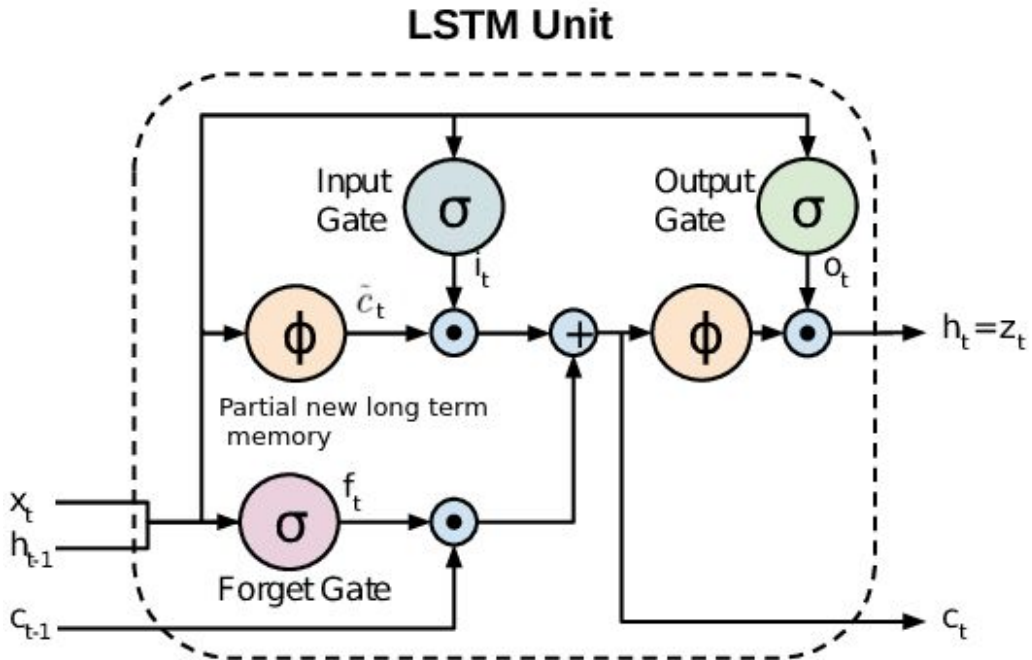 LSTM Unit
Input
Gate
σ
Output
Gate
σ
i_t
o_t
ϕ
c̃_t
+
ϕ
h_t=z_t
Partial new long term
memory
x_t
h_t-1
σ
f_t
Forget Gate
c_t-1
c_t